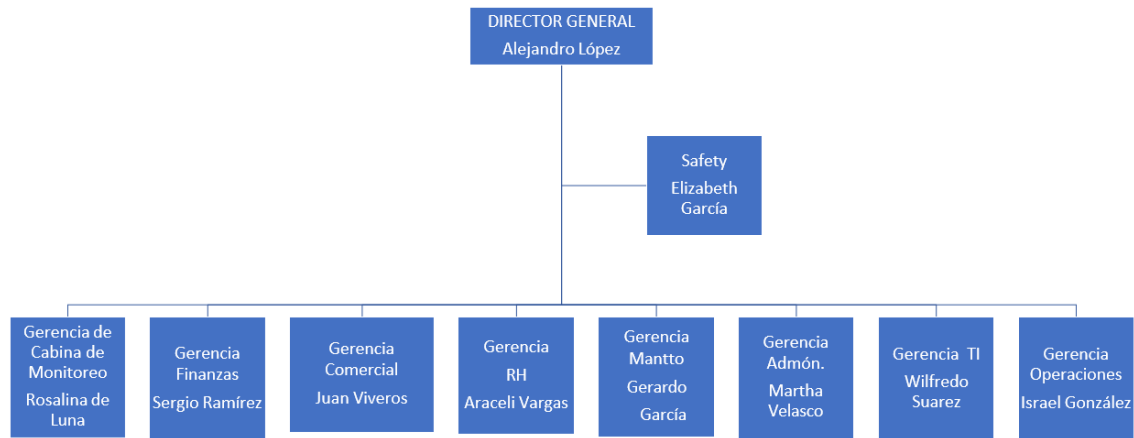 DIRECTOR GENERAL
Alejandro López
Safety
Elizabeth
García
Gerencia de
Cabina de
Monitoreo
Rosalina de
Luna
Gerencia
Finanzas
Sergio Ramírez
Gerencia
Comercial
Juan Viveros
Gerencia
RH
Araceli Vargas
Gerencia
Mantto
Gerardo
García
Gerencia
Admón.
Martha
Velasco
Gerencia TI
Wilfredo
Suarez
Gerencia
Operaciones
Israel González